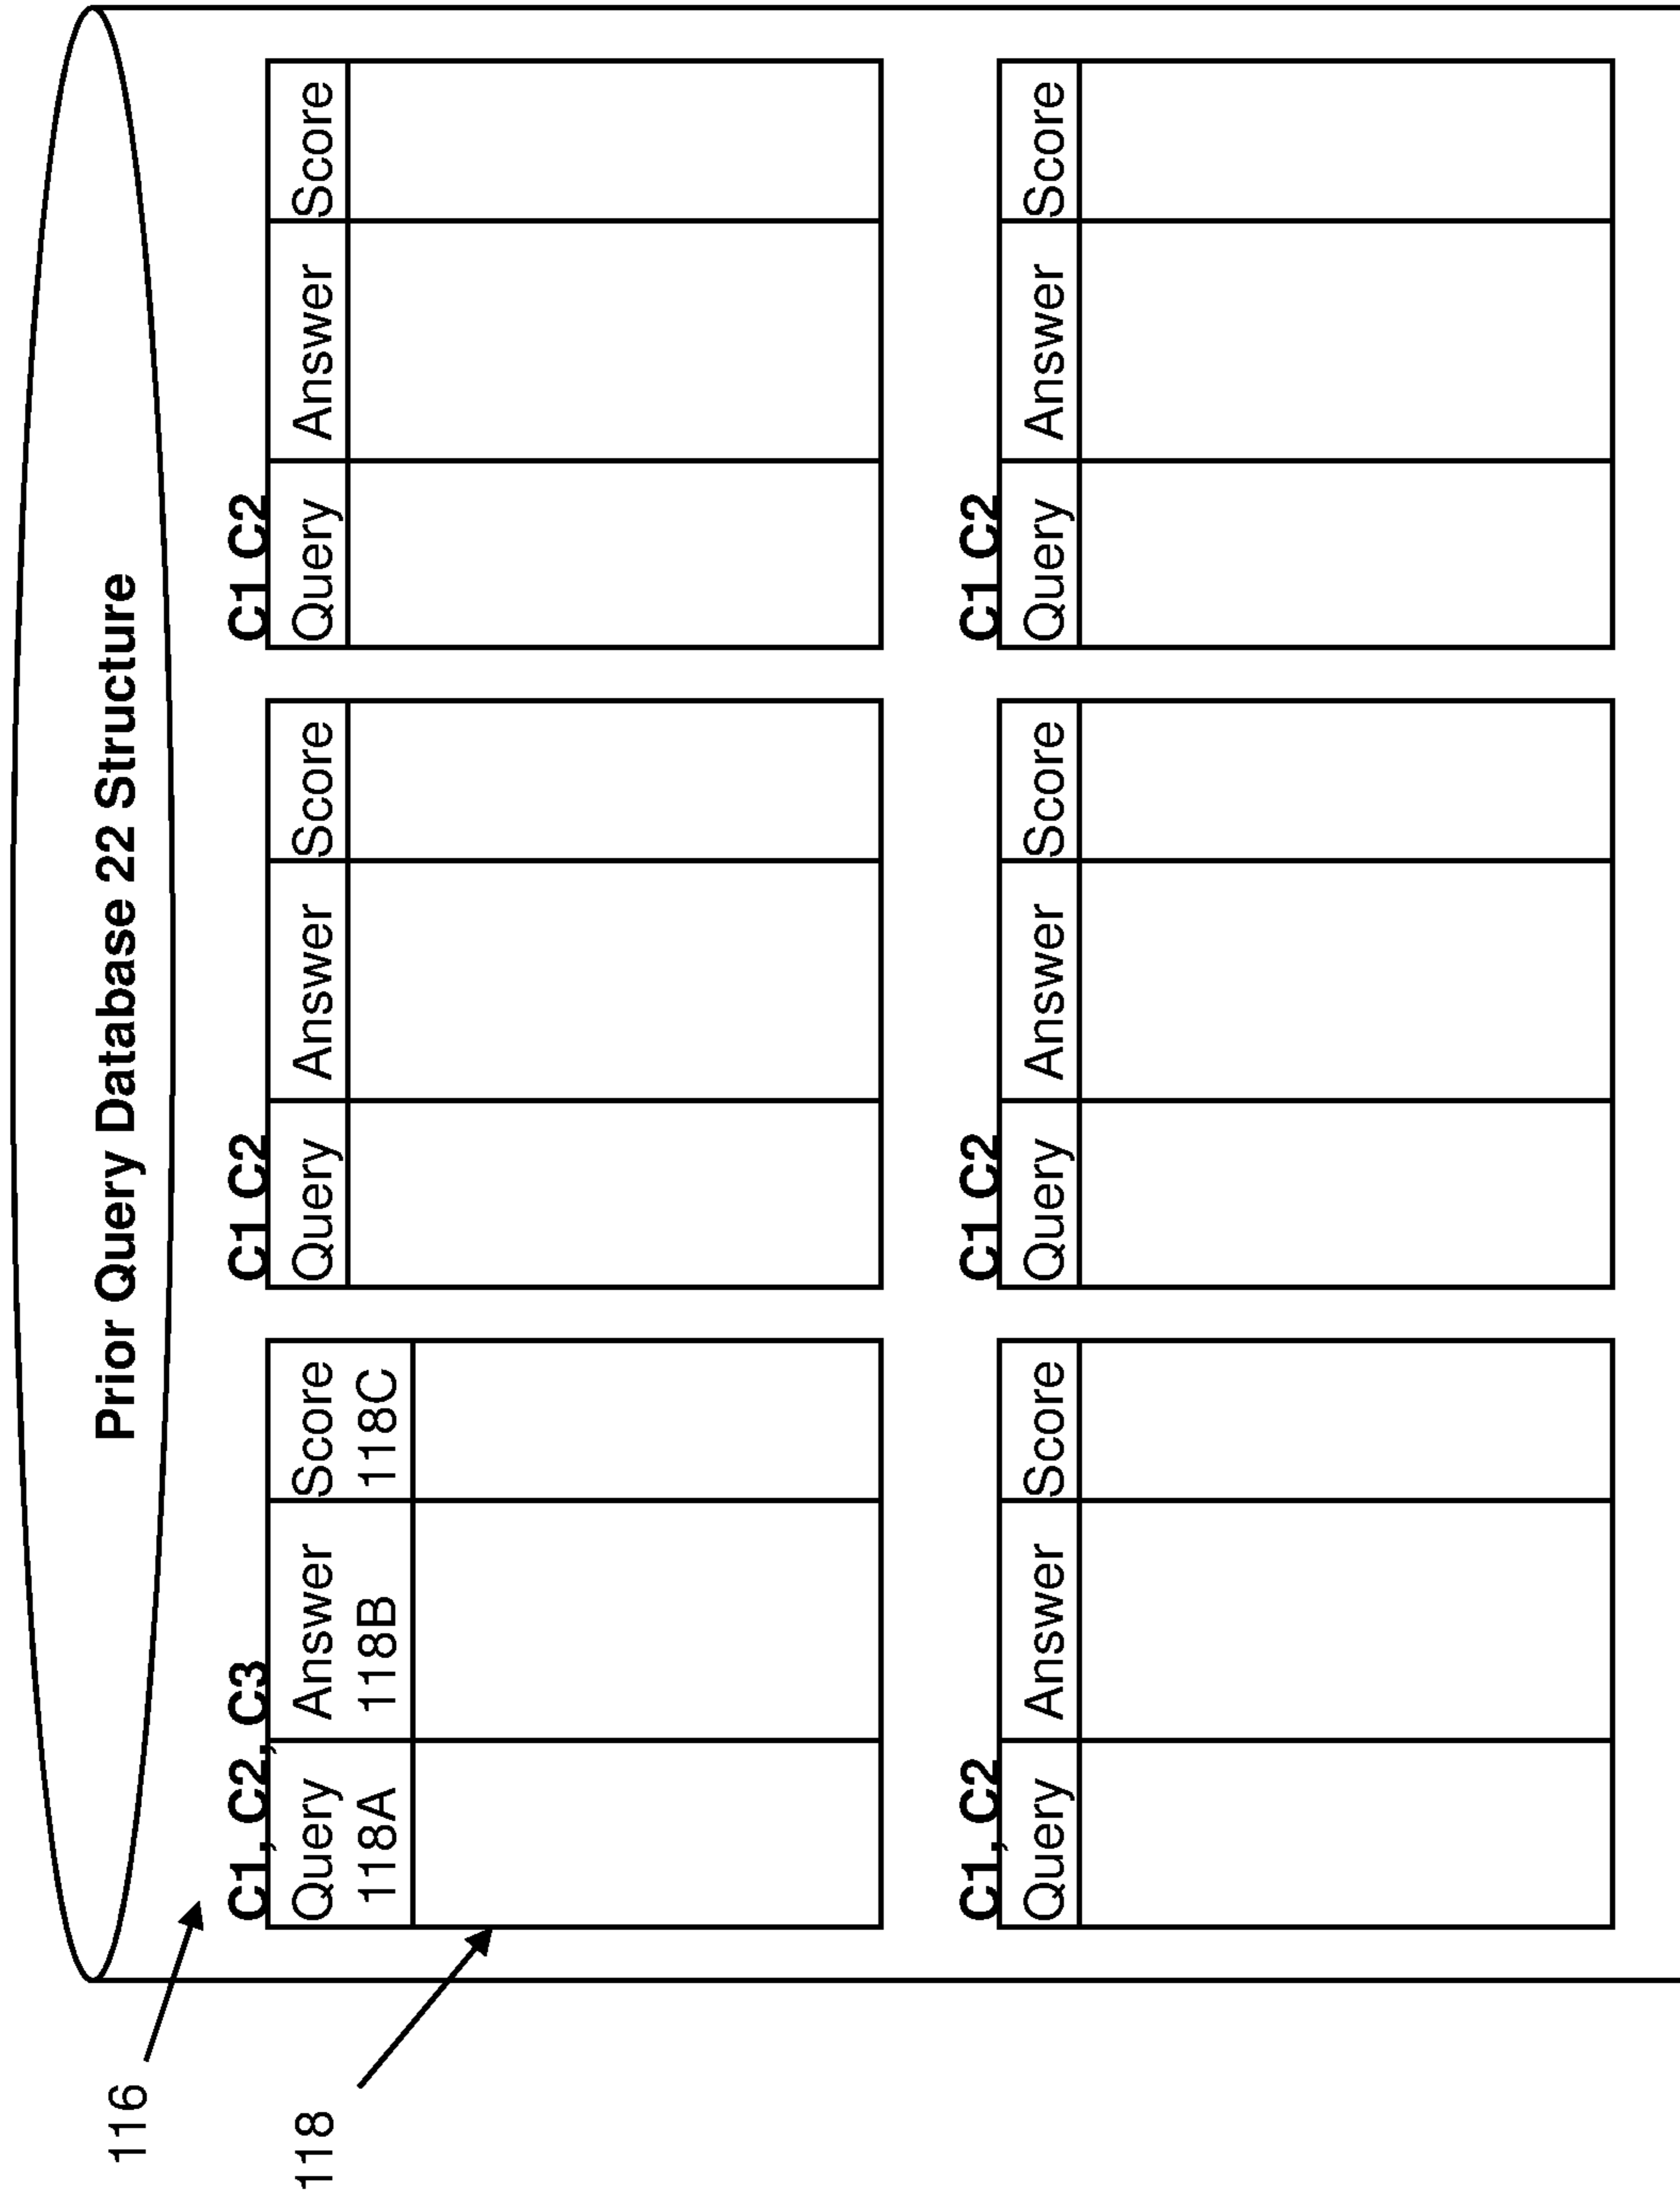 Prior Query Database 22 Structure
116
C1, C2, C3
C1 C2
C1 C2
118
Query Answer Score
118A 118B 118C
Query Answer Score
Query Answer Score
C1, C2
C1 C2
C1 C2
Query Answer Score
Query Answer Score
Query Answer Score